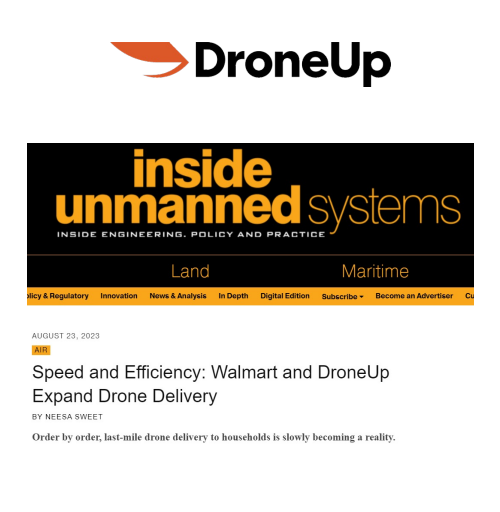 DroneUp
inside
unmanned systems
INSIDE ENGINEERING. POLICY AND PRACTICE
Land Maritime
& Regulatory Innovation News & Analysis In Depth Digital Edition Subscribe Become an Advertiser
AUGUST 23, 2023
AIR
Speed and Efficiency: Walmart and DroneUp
Expand Drone Delivery
BY NEESA SWEET
Order by order, last-mile drone delivery to households is slowly becoming a reality.